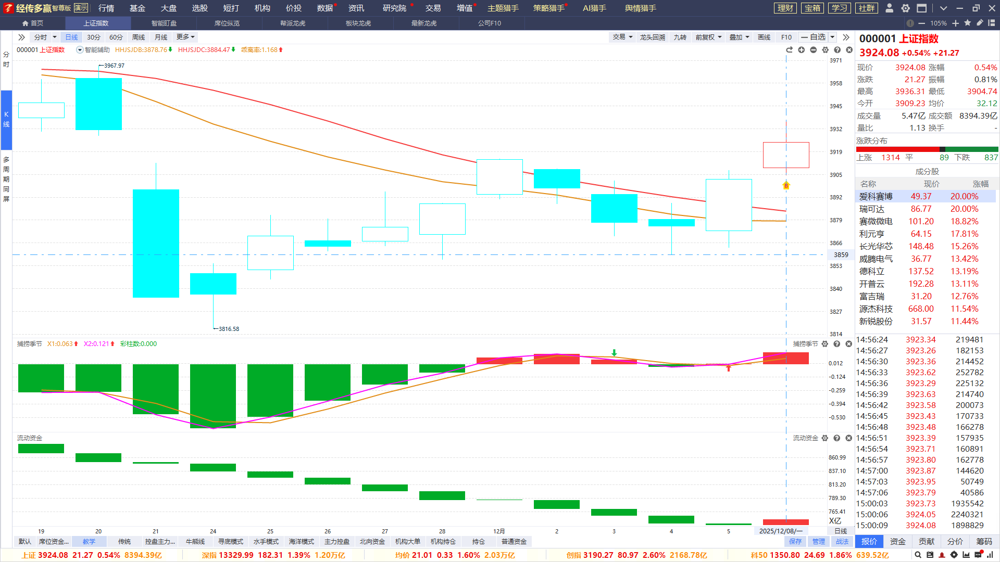 经传多赢 智尊版 演示 行情 基金 大盘 选股 短打 机构 价投 数据 资讯 研究院 交易 增值 主题猎手 策略猎手 AI猎手 舆情猎手 理财 宝箱 学习 社群
首页 上证指数 智能盯盘 席位纵览 帮派龙虎 板块龙虎 最新龙虎 公司F10 105%
分时 日线 30分 60分 周线 月线 更多 交易 龙头回溯 九转 前复权 叠加 画线 F10 自选
000001 上证指数 智能辅助 HHJSJDB:3878.76 HHJSJDC:3884.47 乖离率:1.168
分时
K线
多周期同屏
3967.97
3816.58
B
3971
3958
3945
3932
3919
3905
3892
3879
3866
3859
3853
3840
3827
3814
捕捞季节 X1:0.063 X2:0.121 彩柱数:0.000 捕捞季节
0.012
-0.124
-0.259
-0.394
-0.530
流动资金 流动资金
860.99
837.10
813.20
789.30
765.41
X亿
19 20 21 24 25 26 27 28 12月 2 3 4 5 2025/12/08/一 日线
默认 席位资金... 教学 传统 控盘主力... 牛能线 寻底模式 水手模式 海洋模式 主力控盘 北向资金 机构大单 机构持仓 持仓 普通资金 保存 管理 战法
000001 上证指数
3924.08 +0.54% +21.27
现价 3924.08 涨幅 0.54%
涨跌 21.27 振幅 0.81%
最高 3936.31 最低 3904.74
今开 3909.23 均价 32.12
成交量 5.47亿 成交额 8394.39亿
量比 1.13 换手 -
涨跌分布
上涨 1314 平 89 下跌 837
成分股
名称 现价 涨幅
爱科赛博 49.37 20.00%
瑞可达 86.77 20.00%
赛微微电 101.20 18.82%
利元亨 64.15 17.81%
长光华芯 148.48 15.26%
威腾电气 36.77 13.42%
德科立 137.52 13.19%
开普云 192.28 13.11%
富吉瑞 31.20 12.76%
源杰科技 668.00 11.54%
新锐股份 31.57 11.44%
14:56:24 3923.34 219481
14:56:27 3923.26 182153
14:56:30 3923.36 214452
14:56:33 3923.62 252782
14:56:36 3923.29 225132
14:56:39 3923.63 214740
14:56:42 3923.58 200073
14:56:45 3923.43 170733
14:56:48 3923.48 166278
14:56:51 3923.39 157935
14:56:54 3923.71 160891
14:56:57 3923.80 162778
14:57:00 3923.87 144620
14:57:03 3923.95 50749
14:57:06 3923.79 40586
15:00:03 3923.73 1935542
15:00:06 3924.05 2240321
15:00:09 3924.08 1898829
报价 资金 贡献 分价 筹码
上证 3924.08 21.27 0.54% 8394.39亿 深指 13329.99 182.31 1.39% 1.20万亿 均价 21.01 0.33 1.60% 2.03万亿 创指 3190.27 80.97 2.60% 2168.78亿 科50 1350.80 24.69 1.86% 639.52亿